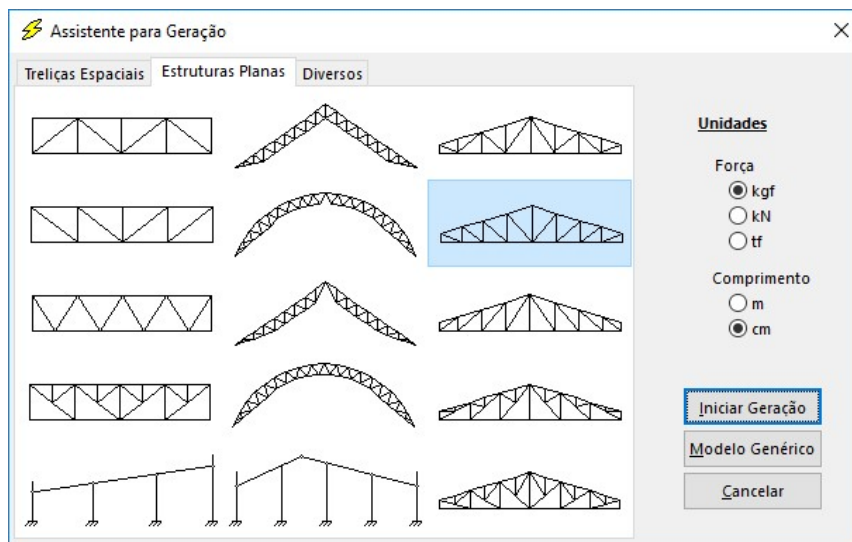 Assistente para Geração
Treliças Espaciais
Estruturas Planas
Diversos
Unidades
Força
kgf
kN
tf
Comprimento
m
cm
Iniciar Geração
Modelo Genérico
Cancelar